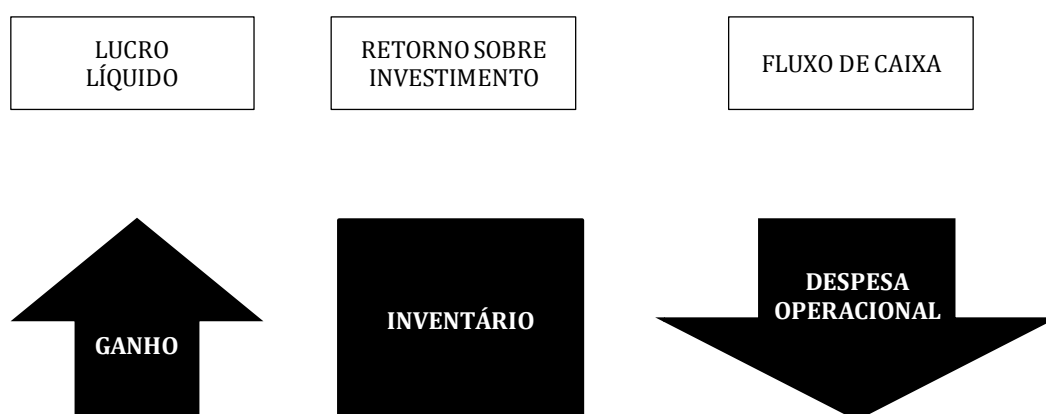 LUCRO
LÍQUIDO
RETORNO SOBRE
INVESTIMENTO
FLUXO DE CAIXA
GANHO
INVENTÁRIO
DESPESA
OPERACIONAL